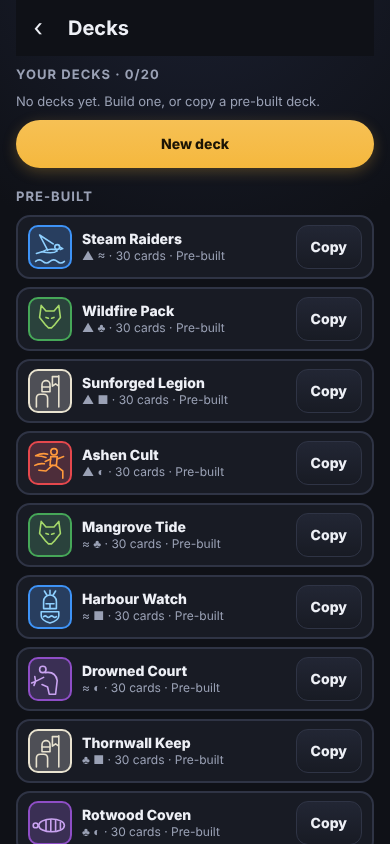 ‹ Decks
YOUR DECKS · 0/20
No decks yet. Build one, or copy a pre-built deck.
New deck
PRE-BUILT
Steam Raiders
▲ ≈ · 30 cards · Pre-built
Copy
Wildfire Pack
▲ ♣ · 30 cards · Pre-built
Copy
Sunforged Legion
▲ ■ · 30 cards · Pre-built
Copy
Ashen Cult
▲ ◖ · 30 cards · Pre-built
Copy
Mangrove Tide
≈ ♣ · 30 cards · Pre-built
Copy
Harbour Watch
≈ ■ · 30 cards · Pre-built
Copy
Drowned Court
≈ ◖ · 30 cards · Pre-built
Copy
Thornwall Keep
♣ ■ · 30 cards · Pre-built
Copy
Rotwood Coven
♣ ◖ · 30 cards · Pre-built
Copy